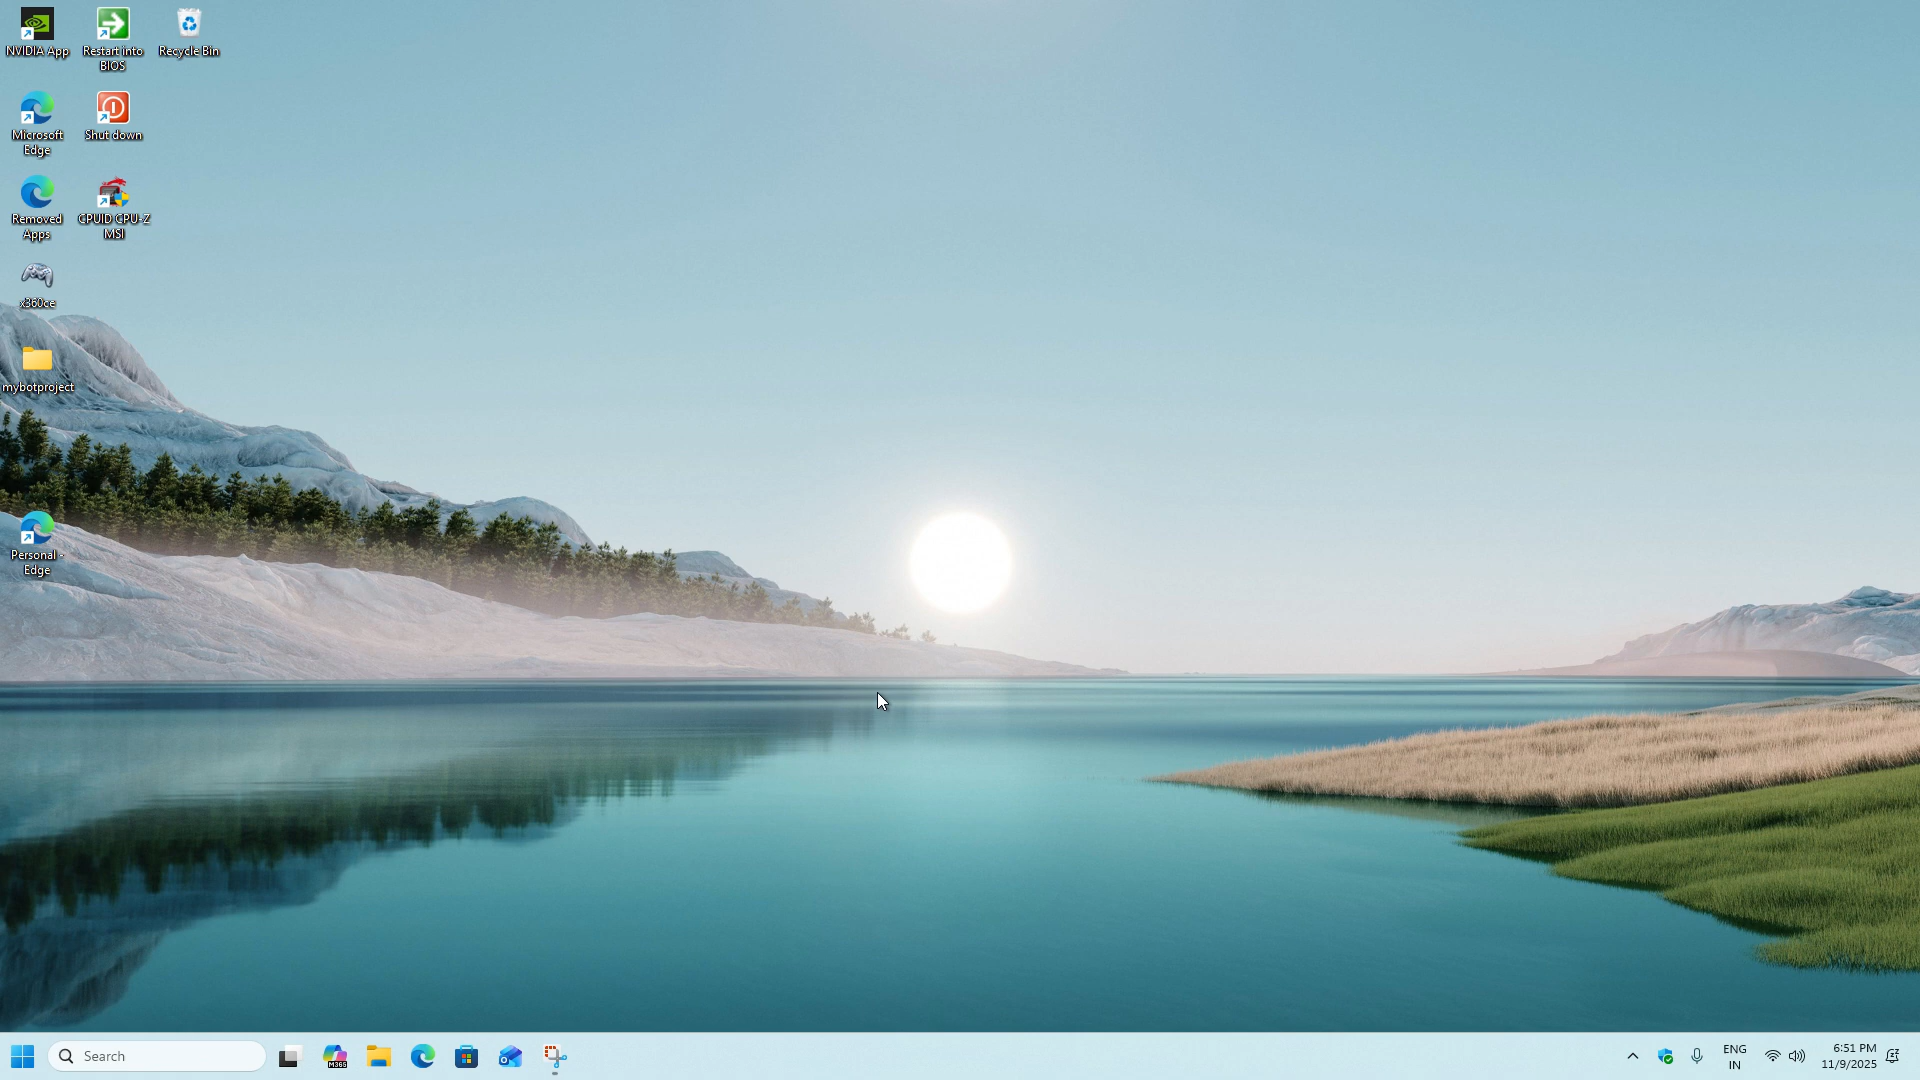 NVIDIA App
Restart into
BIOS
Recycle Bin
Microsoft
Edge
Shut down
Removed
Apps
CPUID CPU-Z
MSI
x360ce
mybotproject
Personal -
Edge
Search
M365
ENG
IN
6:51 PM
11/9/2025